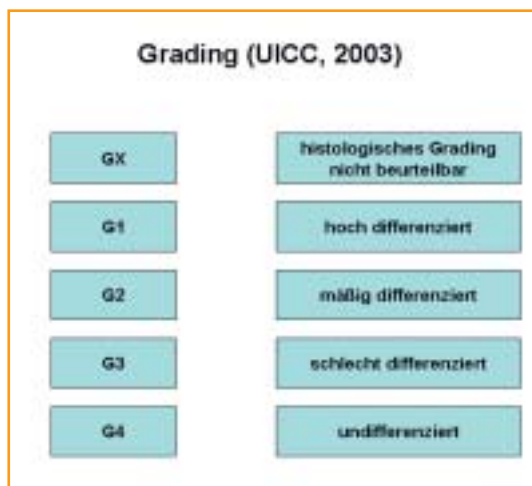 Grading (UICC, 2003)
GX
histologisches Grading
nicht beurteilbar
G1
hoch differenziert
G2
mäßig differenziert
G3
schlecht differenziert
G4
undifferenziert